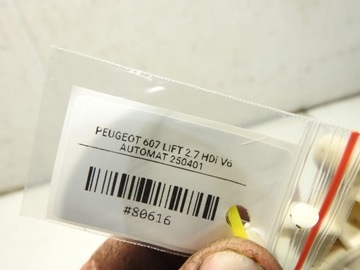 PEUGEOT 607 LIFT 2.7 HDi V6
AUTOMAT 250401
#80616